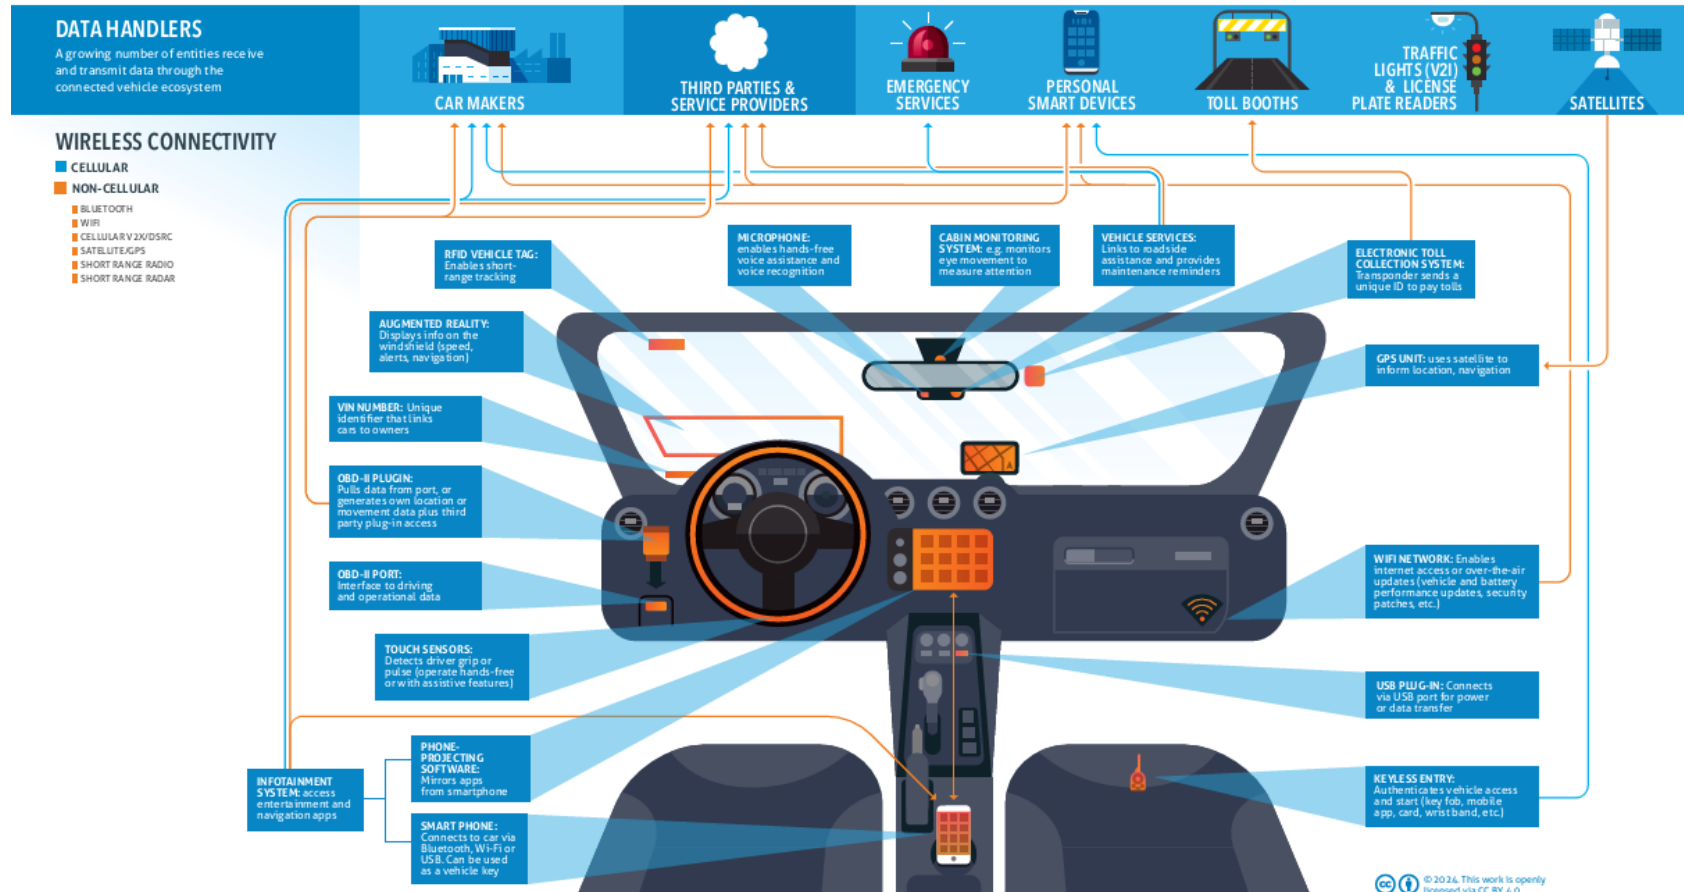 DATA HANDLERS
A growing number of entities receive
and transmit data through the
connected vehicle ecosystem
CAR MAKERS
THIRD PARTIES &
SERVICE PROVIDERS
EMERGENCY
SERVICES
PERSONAL
SMART DEVICES
TOLL BOOTHS
TRAFFIC
LIGHTS (V2I)
& LICENSE
PLATE READERS
SATELLITES
WIRELESS CONNECTIVITY
CELLULAR
NON-CELLULAR
BLUETOOTH
WIFI
CELLULAR V2X/DSRC
SATELLITE/GPS
SHORT RANGE RADIO
SHORT RANGE RADAR
RFID VEHICLE TAG:
Enables short-
range tracking
MICROPHONE:
enables hands-free
voice assistance and
voice recognition
CABIN MONITORING
SYSTEM: e.g. monitors
eye movement to
measure attention
VEHICLE SERVICES:
Links to roadside
assistance and provides
maintenance reminders
ELECTRONIC TOLL
COLLECTION SYSTEM:
Transponder sends a
unique ID to pay tolls
AUGMENTED REALITY:
Displays info on the
windshield (speed,
alerts, navigation)
GPS UNIT: uses satellite to
inform location, navigation
VIN NUMBER: Unique
identifier that links
cars to owners
OBD-II PLUGIN:
Pulls data from port, or
generates own location or
movement data plus third
party plug-in access
OBD-II PORT:
Interface to driving
and operational data
WIFI NETWORK: Enables
internet access or over-the-air
updates (vehicle and battery
performance updates, security
patches, etc.)
TOUCH SENSORS:
Detects driver grip or
pulse (operate hands-free
or with assistive features)
USB PLUG-IN: Connects
via USB port for power
or data transfer
PHONE-
PROJECTING
SOFTWARE:
Mirrors apps
from smartphone
INFOTAINMENT
SYSTEM: access
entertainment and
navigation apps
KEYLESS ENTRY:
Authenticates vehicle access
and start (key fob, mobile
app, card, wrist band, etc.)
SMART PHONE:
Connects to car via
Bluetooth, Wi-Fi or
USB. Can be used
as a vehicle key
cc
© 2024. This work is openly
licensed via CC BY 4.0